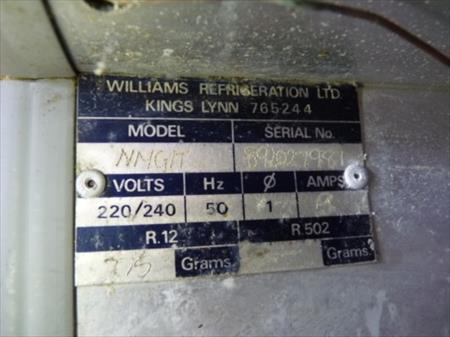 WILLIAMS REFRIGERATION LTD.
KINGS LYNN 765244
MODEL SERIAL No.
VOLTS Hz Ø AMPS
220/240 50 1
R.12 R.502
Grams. Grams.